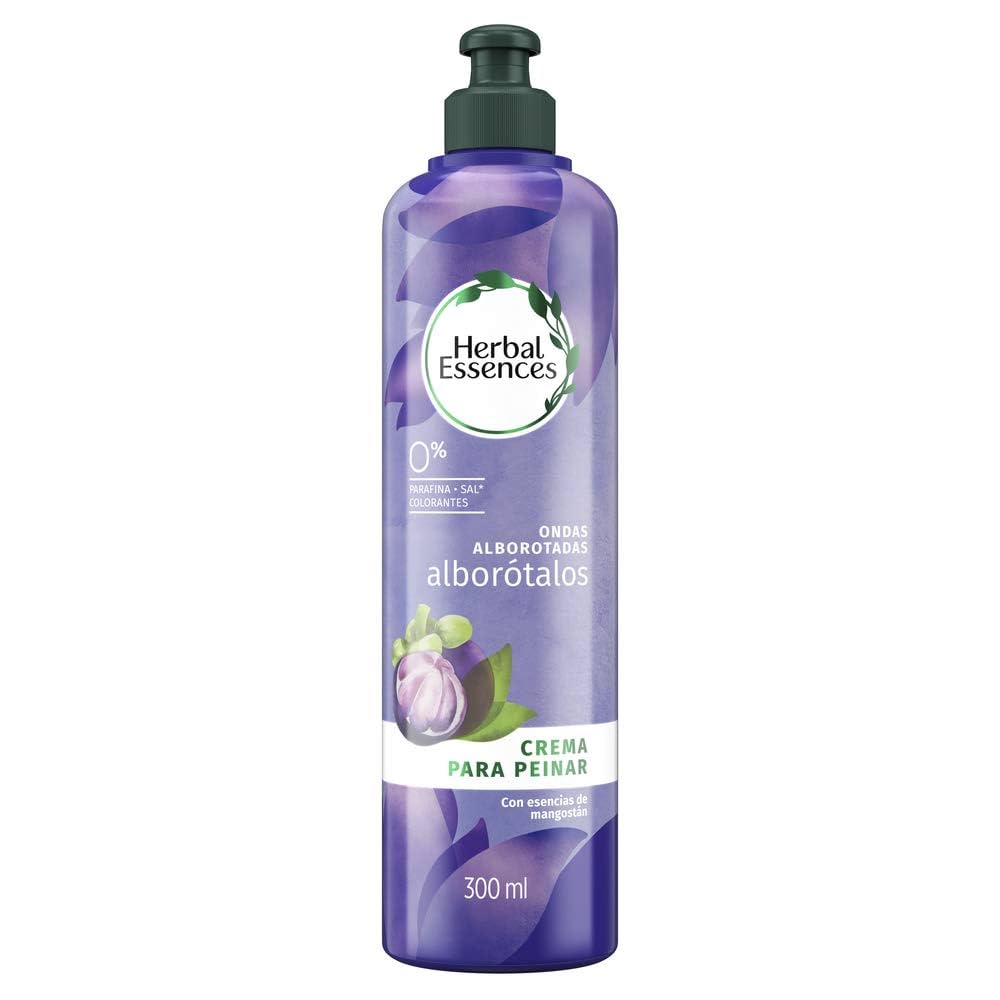 Herbal
Essences
0%
PARAFINA • SAL*
COLORANTES
ONDAS
ALBOROTADAS
alborótalos
CREMA
PARA PEINAR
Con esencias de
mangostán
300 ml